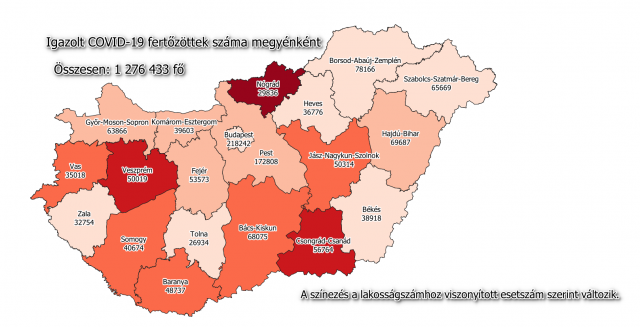 Igazolt COVID-19 fertőzöttek száma megyénként
Összesen: 1 276 433 fő
Borsod-Abaúj-Zemplén
78166
Szabolcs-Szatmár-Bereg
65669
Nógrád
29836
Heves
36776
Győr-Moson-Sopron
63866
Komárom-Esztergom
39603
Budapest
218242
Hajdú-Bihar
69687
Pest
172808
Jász-Nagykun-Szolnok
50314
Vas
35018
Veszprém
50019
Fejér
53573
Zala
32754
Somogy
40674
Tolna
26934
Bács-Kiskun
68075
Békés
38918
Csongrád-Csanád
56764
Baranya
48737
A színezés a lakosságszámhoz viszonyított esetszám szerint változik.